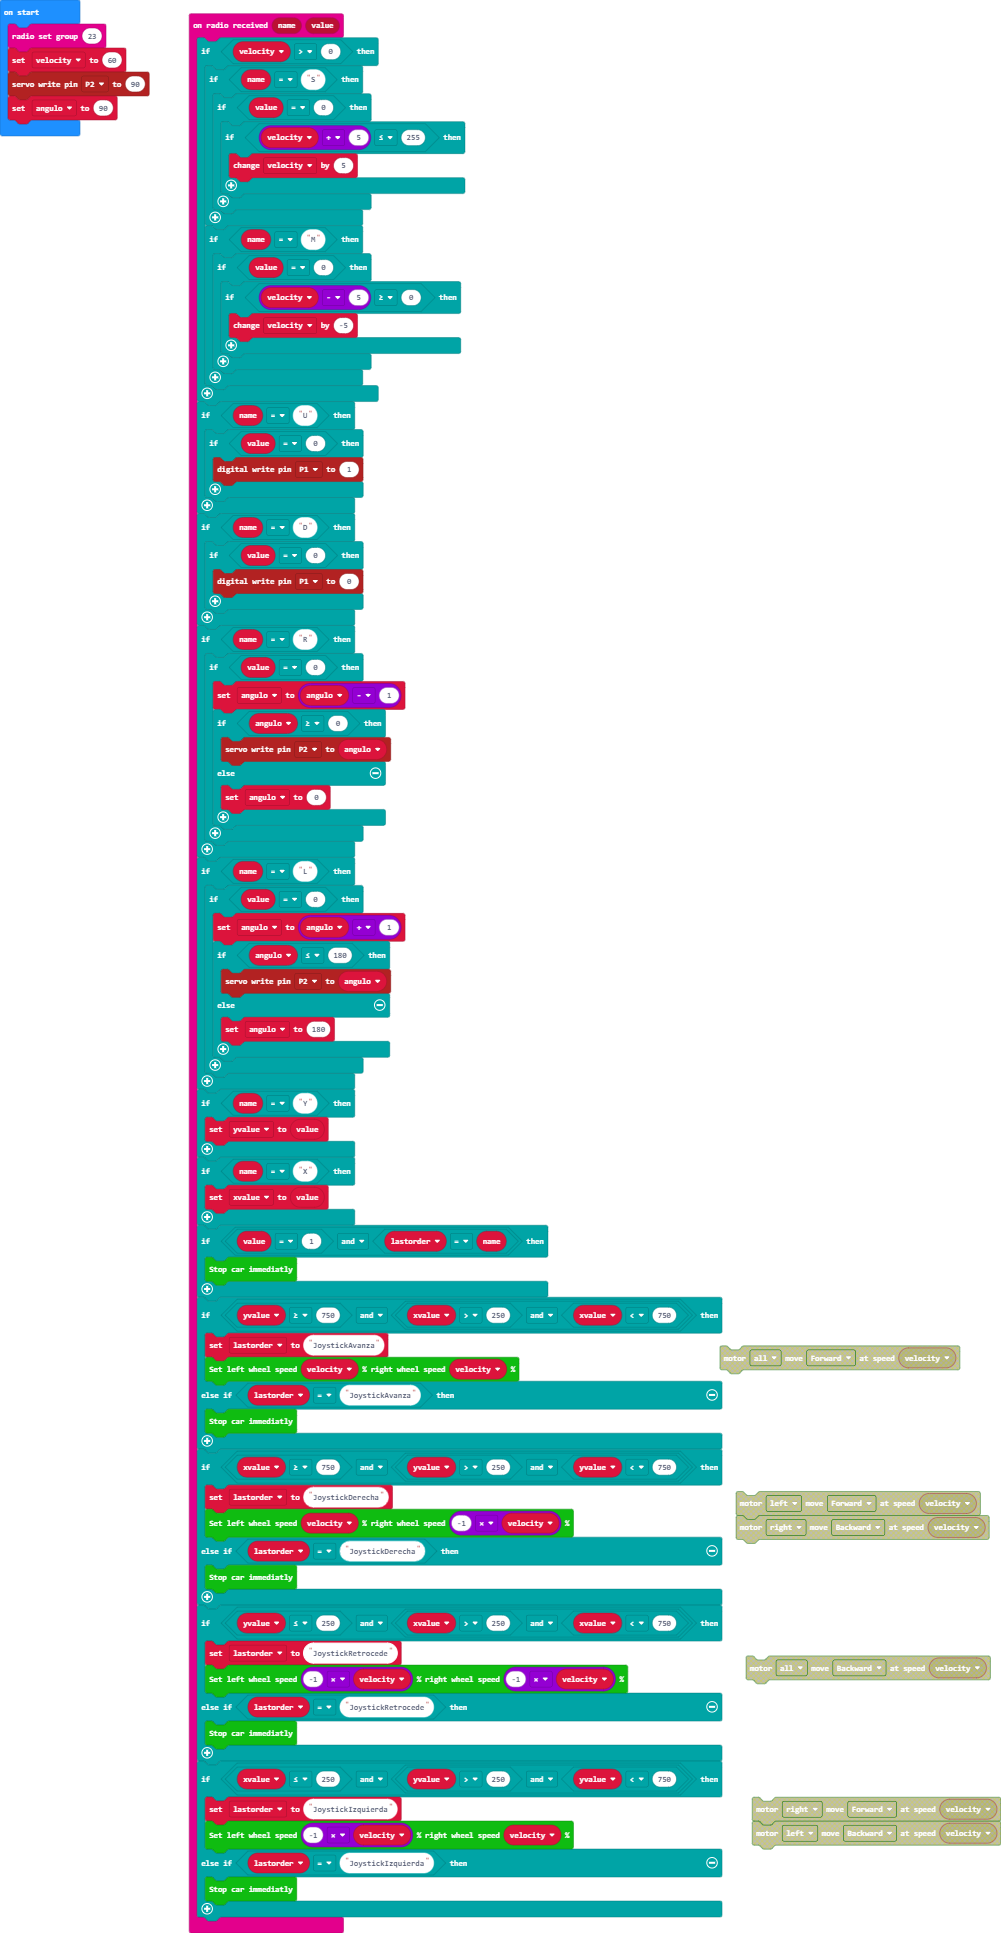 on start
radio set group 23
set velocity to 60
servo write pin P2 to 90
set angulo to 90
on radio received name value
if velocity > 0 then
if name = "S" then
if value = 0 then
if velocity + 5 ≤ 255 then
change velocity by 5
if name = "M" then
if value = 0 then
if velocity - 5 ≥ 0 then
change velocity by -5
if name = "U" then
if value = 0 then
digital write pin P1 to 1
if name = "D" then
if value = 0 then
digital write pin P1 to 0
if name = "R" then
if value = 0 then
set angulo to angulo - 1
if angulo ≥ 0 then
servo write pin P2 to angulo
else
set angulo to 0
if name = "L" then
if value = 0 then
set angulo to angulo + 1
if angulo ≤ 180 then
servo write pin P2 to angulo
else
set angulo to 180
if name = "Y" then
set yvalue to value
if name = "X" then
set xvalue to value
if value = 1 and lastorder = name then
Stop car immediatly
if yvalue ≥ 750 and xvalue > 250 and xvalue < 750 then
set lastorder to "JoystickAvanza"
Set left wheel speed velocity % right wheel speed velocity %
else if lastorder = "JoystickAvanza" then
Stop car immediatly
if xvalue ≥ 750 and yvalue > 250 and yvalue < 750 then
set lastorder to "JoystickDerecha"
Set left wheel speed velocity % right wheel speed -1 × velocity %
else if lastorder = "JoystickDerecha" then
Stop car immediatly
if yvalue ≤ 250 and xvalue > 250 and xvalue < 750 then
set lastorder to "JoystickRetrocede"
Set left wheel speed -1 × velocity % right wheel speed -1 × velocity %
else if lastorder = "JoystickRetrocede" then
Stop car immediatly
if xvalue ≤ 250 and yvalue > 250 and yvalue < 750 then
set lastorder to "JoystickIzquierda"
Set left wheel speed -1 × velocity % right wheel speed velocity %
else if lastorder = "JoystickIzquierda" then
Stop car immediatly
motor all move Forward at speed velocity
motor left move Forward at speed velocity
motor right move Backward at speed velocity
motor all move Backward at speed velocity
motor right move Forward at speed velocity
motor left move Backward at speed velocity